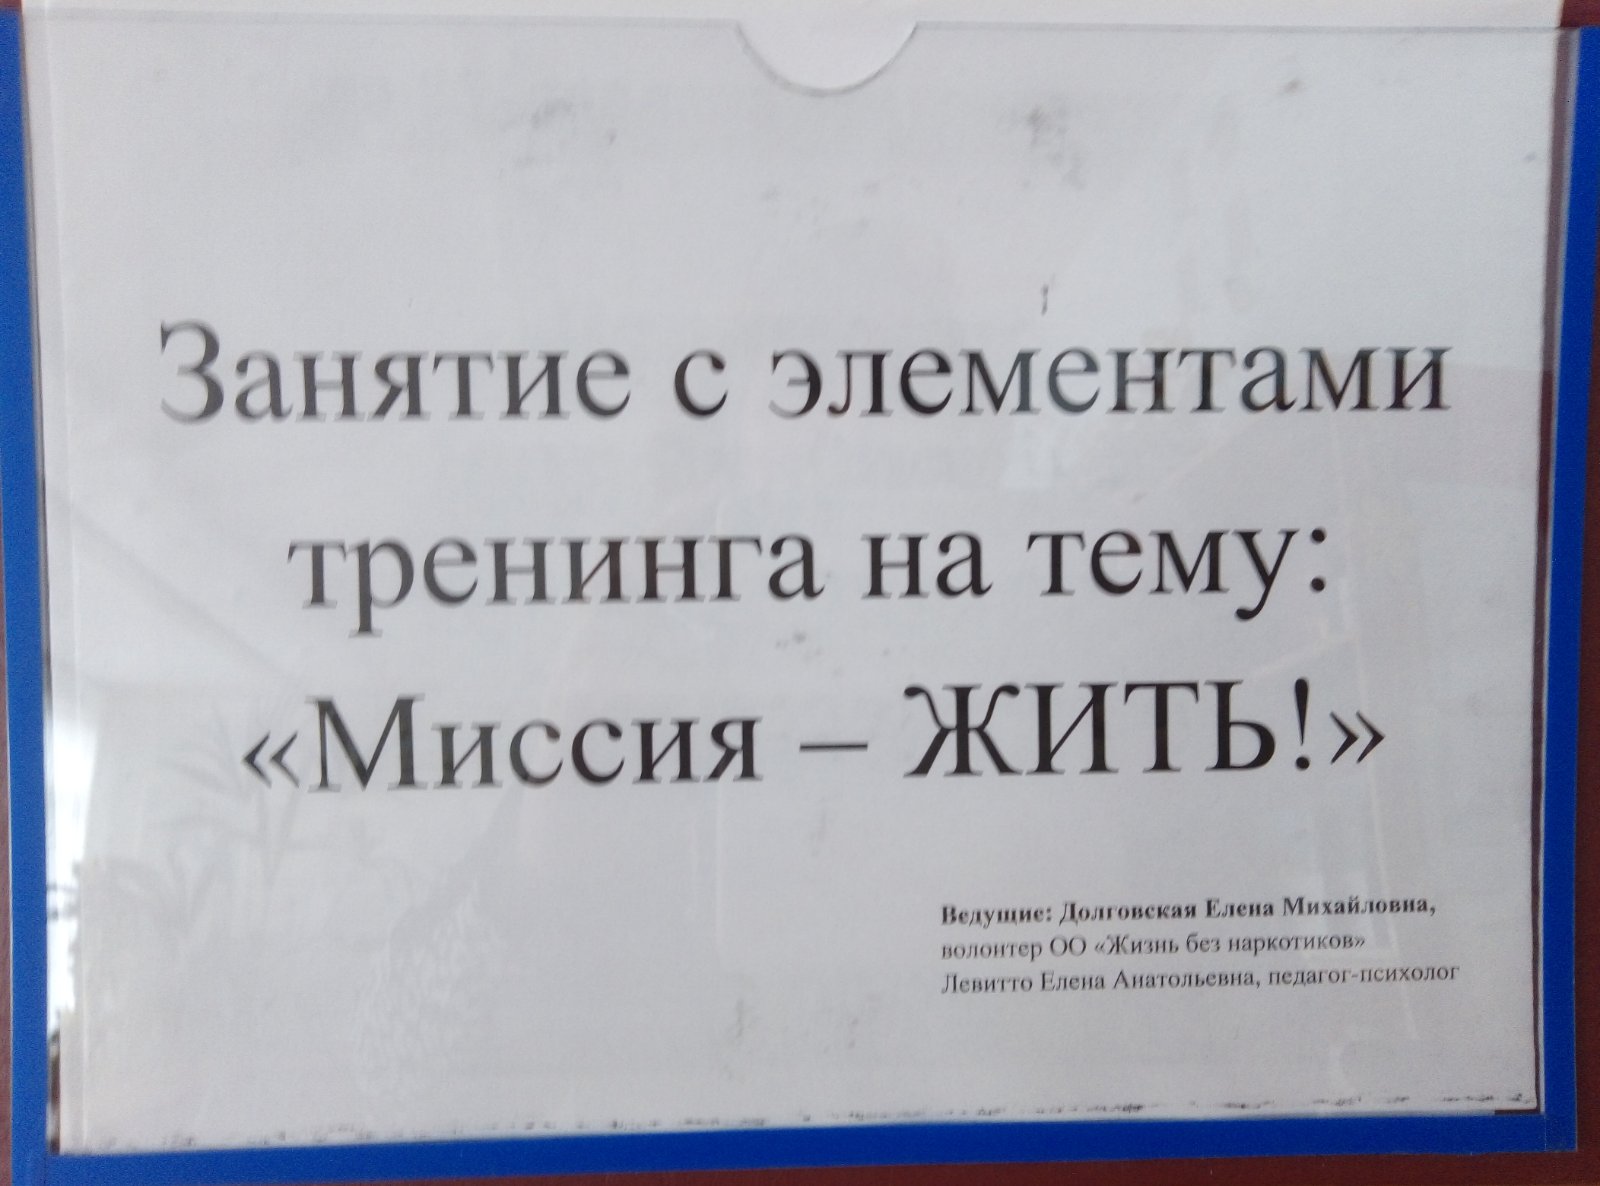 Занятие с элементами
тренинга на тему:
«Миссия – ЖИТЬ!»
Ведущие: Долговская Елена Михайловна,
волонтер ОО «Жизнь без наркотиков»
Левитто Елена Анатольевна, педагог-психолог